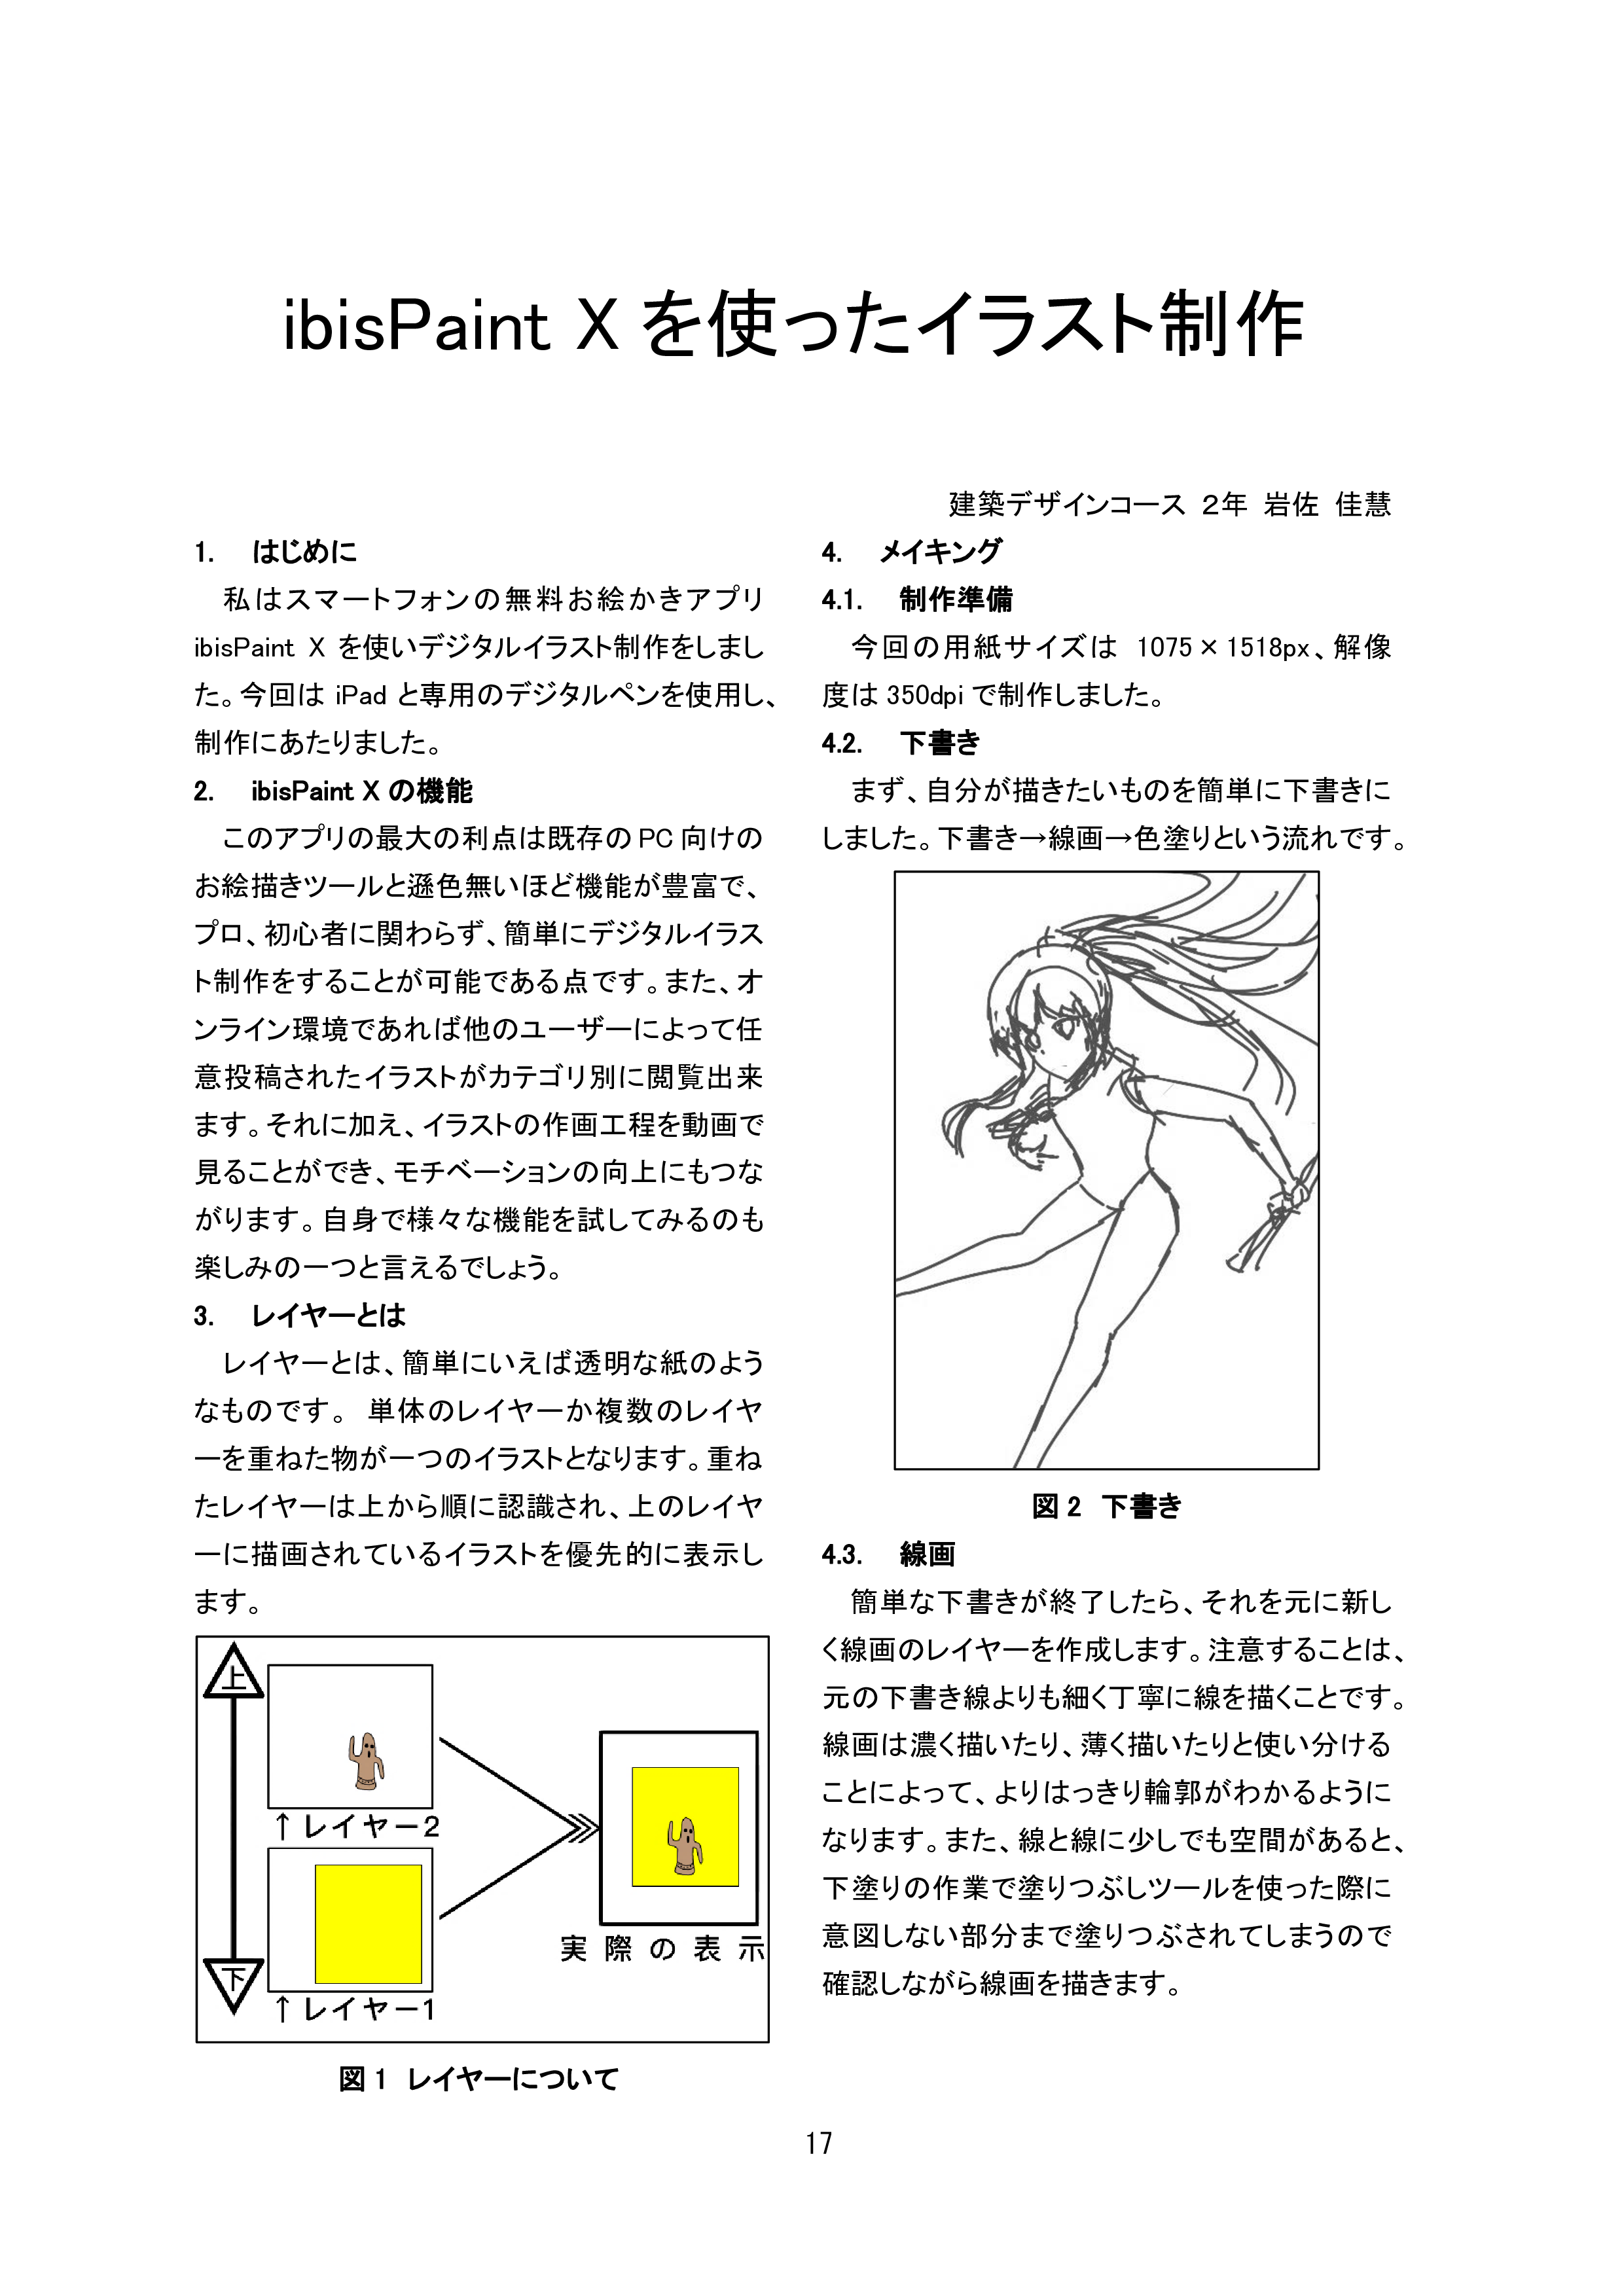 ibisPaint X を使ったイラスト制作
建築デザインコース 2年 岩佐 佳慧
1. はじめに
私はスマートフォンの無料お絵かきアプリ
ibisPaint X を使いデジタルイラスト制作をしまし
た。今回は iPad と専用のデジタルペンを使用し、
制作にあたりました。
2. ibisPaint X の機能
このアプリの最大の利点は既存の PC 向けの
お絵描きツールと遜色無いほど機能が豊富で、
プロ、初心者に関わらず、簡単にデジタルイラス
ト制作をすることが可能である点です。また、オ
ンライン環境であれば他のユーザーによって任
意投稿されたイラストがカテゴリ別に閲覧出来
ます。それに加え、イラストの作画工程を動画で
見ることができ、モチベーションの向上にもつな
がります。自身で様々な機能を試してみるのも
楽しみの一つと言えるでしょう。
3. レイヤーとは
レイヤーとは、簡単にいえば透明な紙のよう
なものです。 単体のレイヤーか複数のレイヤ
ーを重ねた物が一つのイラストとなります。重ね
たレイヤーは上から順に認識され、上のレイヤ
ーに描画されているイラストを優先的に表示し
ます。
上
↑レイヤー2
実際の表示
下
↑レイヤー1
図 1 レイヤーについて
4. メイキング
4.1. 制作準備
今回の用紙サイズは 1075×1518px、解像
度は 350dpi で制作しました。
4.2. 下書き
まず、自分が描きたいものを簡単に下書きに
しました。下書き→線画→色塗りという流れです。
図 2 下書き
4.3. 線画
簡単な下書きが終了したら、それを元に新し
く線画のレイヤーを作成します。注意することは、
元の下書き線よりも細く丁寧に線を描くことです。
線画は濃く描いたり、薄く描いたりと使い分ける
ことによって、よりはっきり輪郭がわかるように
なります。また、線と線に少しでも空間があると、
下塗りの作業で塗りつぶしツールを使った際に
意図しない部分まで塗りつぶされてしまうので
確認しながら線画を描きます。
17